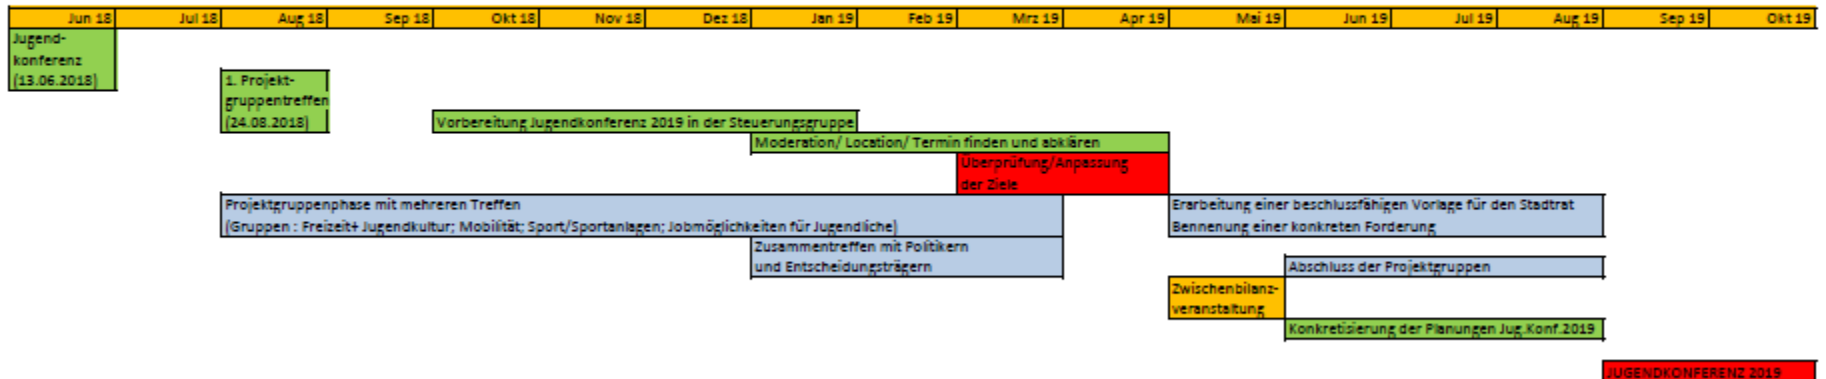 Jun 18 Jul 18 Aug 18 Sep 18 Okt 18 Nov 18 Dez 18 Jan 19 Feb 19 Mrz 19 Apr 19 Mai 19 Jun 19 Jul 19 Aug 19 Sep 19 Okt 19
Jugend-
konferenz
(13.06.2018)
1. Projekt-
gruppentreffen
(24.08.2018)
Vorbereitung Jugendkonferenz 2019 in der Steuerungsgruppe
Moderation/ Location/ Termin finden und abklären
Überprüfung/Anpassung
der Ziele
Projektgruppenphase mit mehreren Treffen
(Gruppen : Freizeit+ Jugendkultur; Mobilität; Sport/Sportanlagen; Jobmöglichkeiten für Jugendliche)
Erarbeitung einer beschlussfähigen Vorlage für den Stadtrat
Bennenung einer konkreten Forderung
Zusammentreffen mit Politikern
und Entscheidungsträgern
Abschluss der Projektgruppen
Zwischenbilanz-
veranstaltung
Konkretisierung der Planungen Jug.Konf.2019
JUGENDKONFERENZ 2019